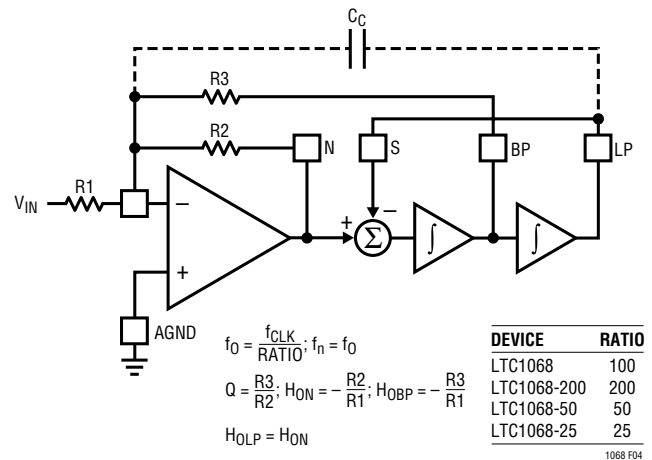 C_C
R3
R2
N
S
BP
LP
R1
V_IN
−
+
−
+
Σ
∫
∫
AGND
f_O = f_CLK / RATIO; f_n = f_O
Q = R3 / R2; H_ON = − R2 / R1; H_OBP = − R3 / R1
H_OLP = H_ON
DEVICE RATIO
LTC1068 100
LTC1068-200 200
LTC1068-50 50
LTC1068-25 25
1068 F04